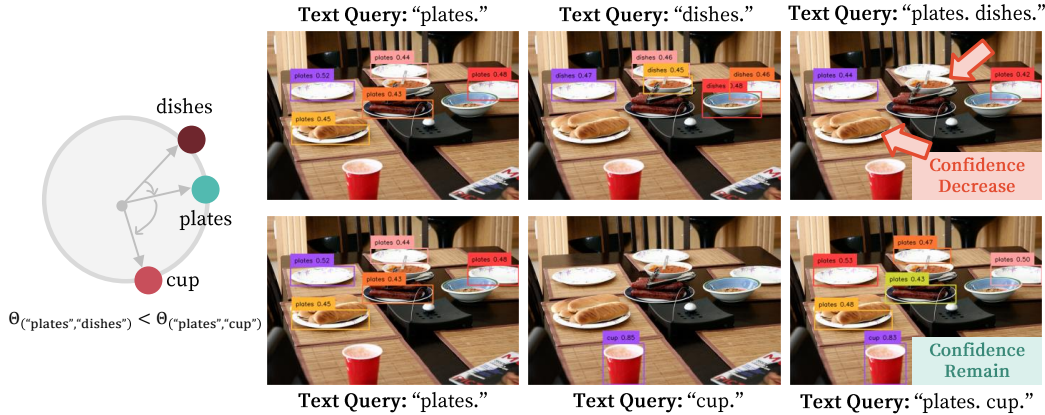 Text Query: “plates.”
Text Query: “dishes.”
Text Query: “plates. dishes.”
dishes
plates
cup
Θ(“plates”,“dishes”) < Θ(“plates”,“cup”)
plates 0.44
plates 0.52
plates 0.48
plates 0.43
plates 0.45
dishes 0.46
dishes 0.47
dishes 0.45
dishes 0.46
dishes
.48
plates 0.44
plates 0.42
Confidence
Decrease
plates 0.44
plates 0.52
plates 0.48
plates 0.43
plates 0.45
cup 0.85
plates 0.47
plates 0.53
plates 0.50
plates 0.43
plates 0.48
cup 0.83
Confidence
Remain
Text Query: “plates.”
Text Query: “cup.”
Text Query: “plates. cup.”